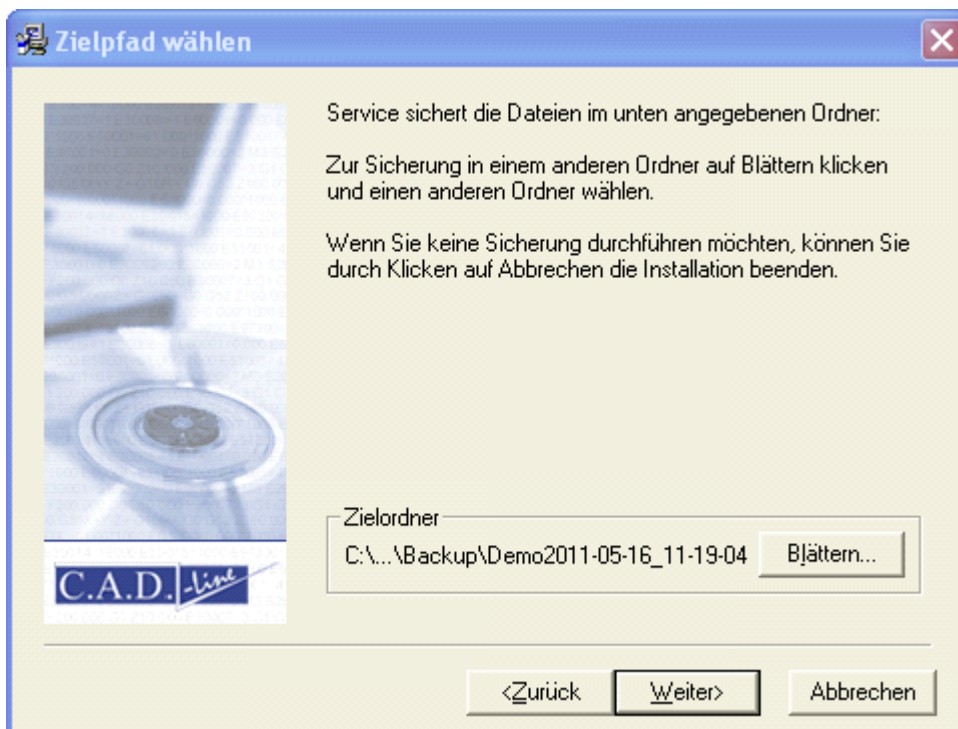 Zielpfad wählen
Service sichert die Dateien im unten angegebenen Ordner:
Zur Sicherung in einem anderen Ordner auf Blättern klicken
und einen anderen Ordner wählen.
Wenn Sie keine Sicherung durchführen möchten, können Sie
durch Klicken auf Abbrechen die Installation beenden.
Zielordner
C:\...\Backup\Demo2011-05-16_11-19-04
Blättern...
C.A.D.-line
<Zurück
Weiter>
Abbrechen